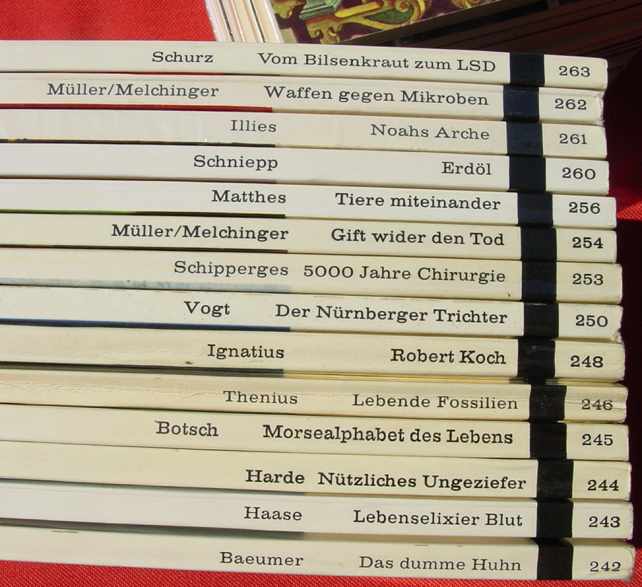 Schurz Vom Bilsenkraut zum LSD 263
Müller/Melchinger Waffen gegen Mikroben 262
Illies Noahs Arche 261
Schniepp Erdöl 260
Matthes Tiere miteinander 256
Müller/Melchinger Gift wider den Tod 254
Schipperges 5000 Jahre Chirurgie 253
Vogt Der Nürnberger Trichter 250
Ignatius Robert Koch 248
Thenius Lebende Fossilien 246
Botsch Morsealphabet des Lebens 245
Harde Nützliches Ungeziefer 244
Haase Lebenselixier Blut 243
Baeumer Das dumme Huhn 242